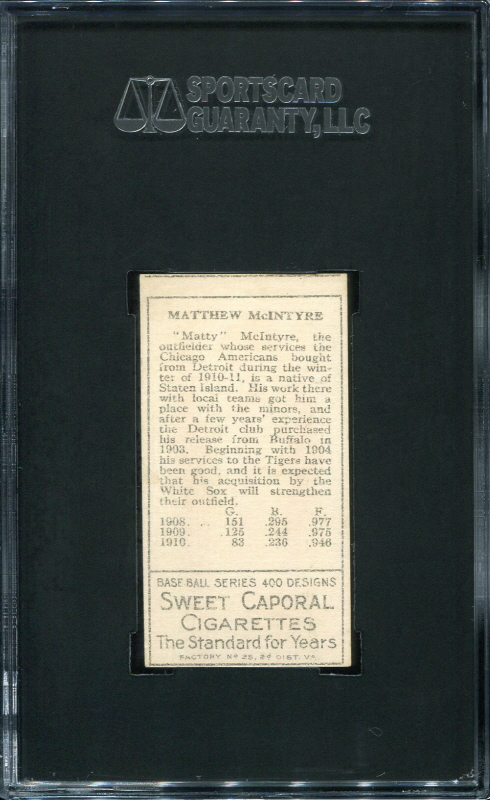 SPORTSCARD
GUARANTY, LLC
MATTHEW McINTYRE
"Matty" McIntyre, the
outfielder whose services the
Chicago Americans bought
from Detroit during the win-
ter of 1910-11, is a native of
Staten Island. His work there
with local teams got him a
place with the minors, and
after a few years' experience
the Detroit club purchased
his release from Buffalo in
1903. Beginning with 1904
his services to the Tigers have
been good, and it is expected
that his acquisition by the
White Sox will strengthen
their outfield.
G. B. F.
1908. ... 151 .295 .977
1909. .125 .244 .975
1910. 83 .236 .946
BASE BALL SERIES 400 DESIGNS
SWEET CAPORAL
CIGARETTES
The Standard for Years
FACTORY Nº 25, 2d DIST. VA.